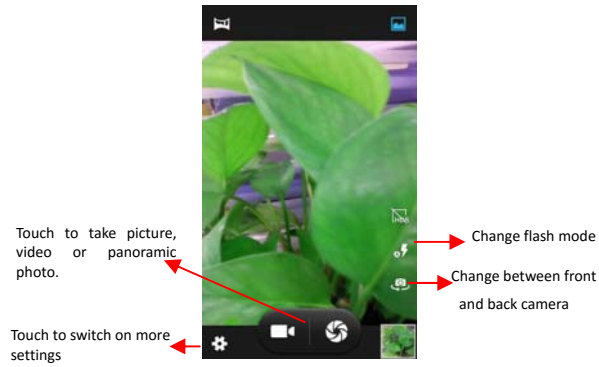 HDR
Touch to take picture,
video or panoramic
photo.
Change flash mode
Change between front
and back camera
Touch to switch on more
settings